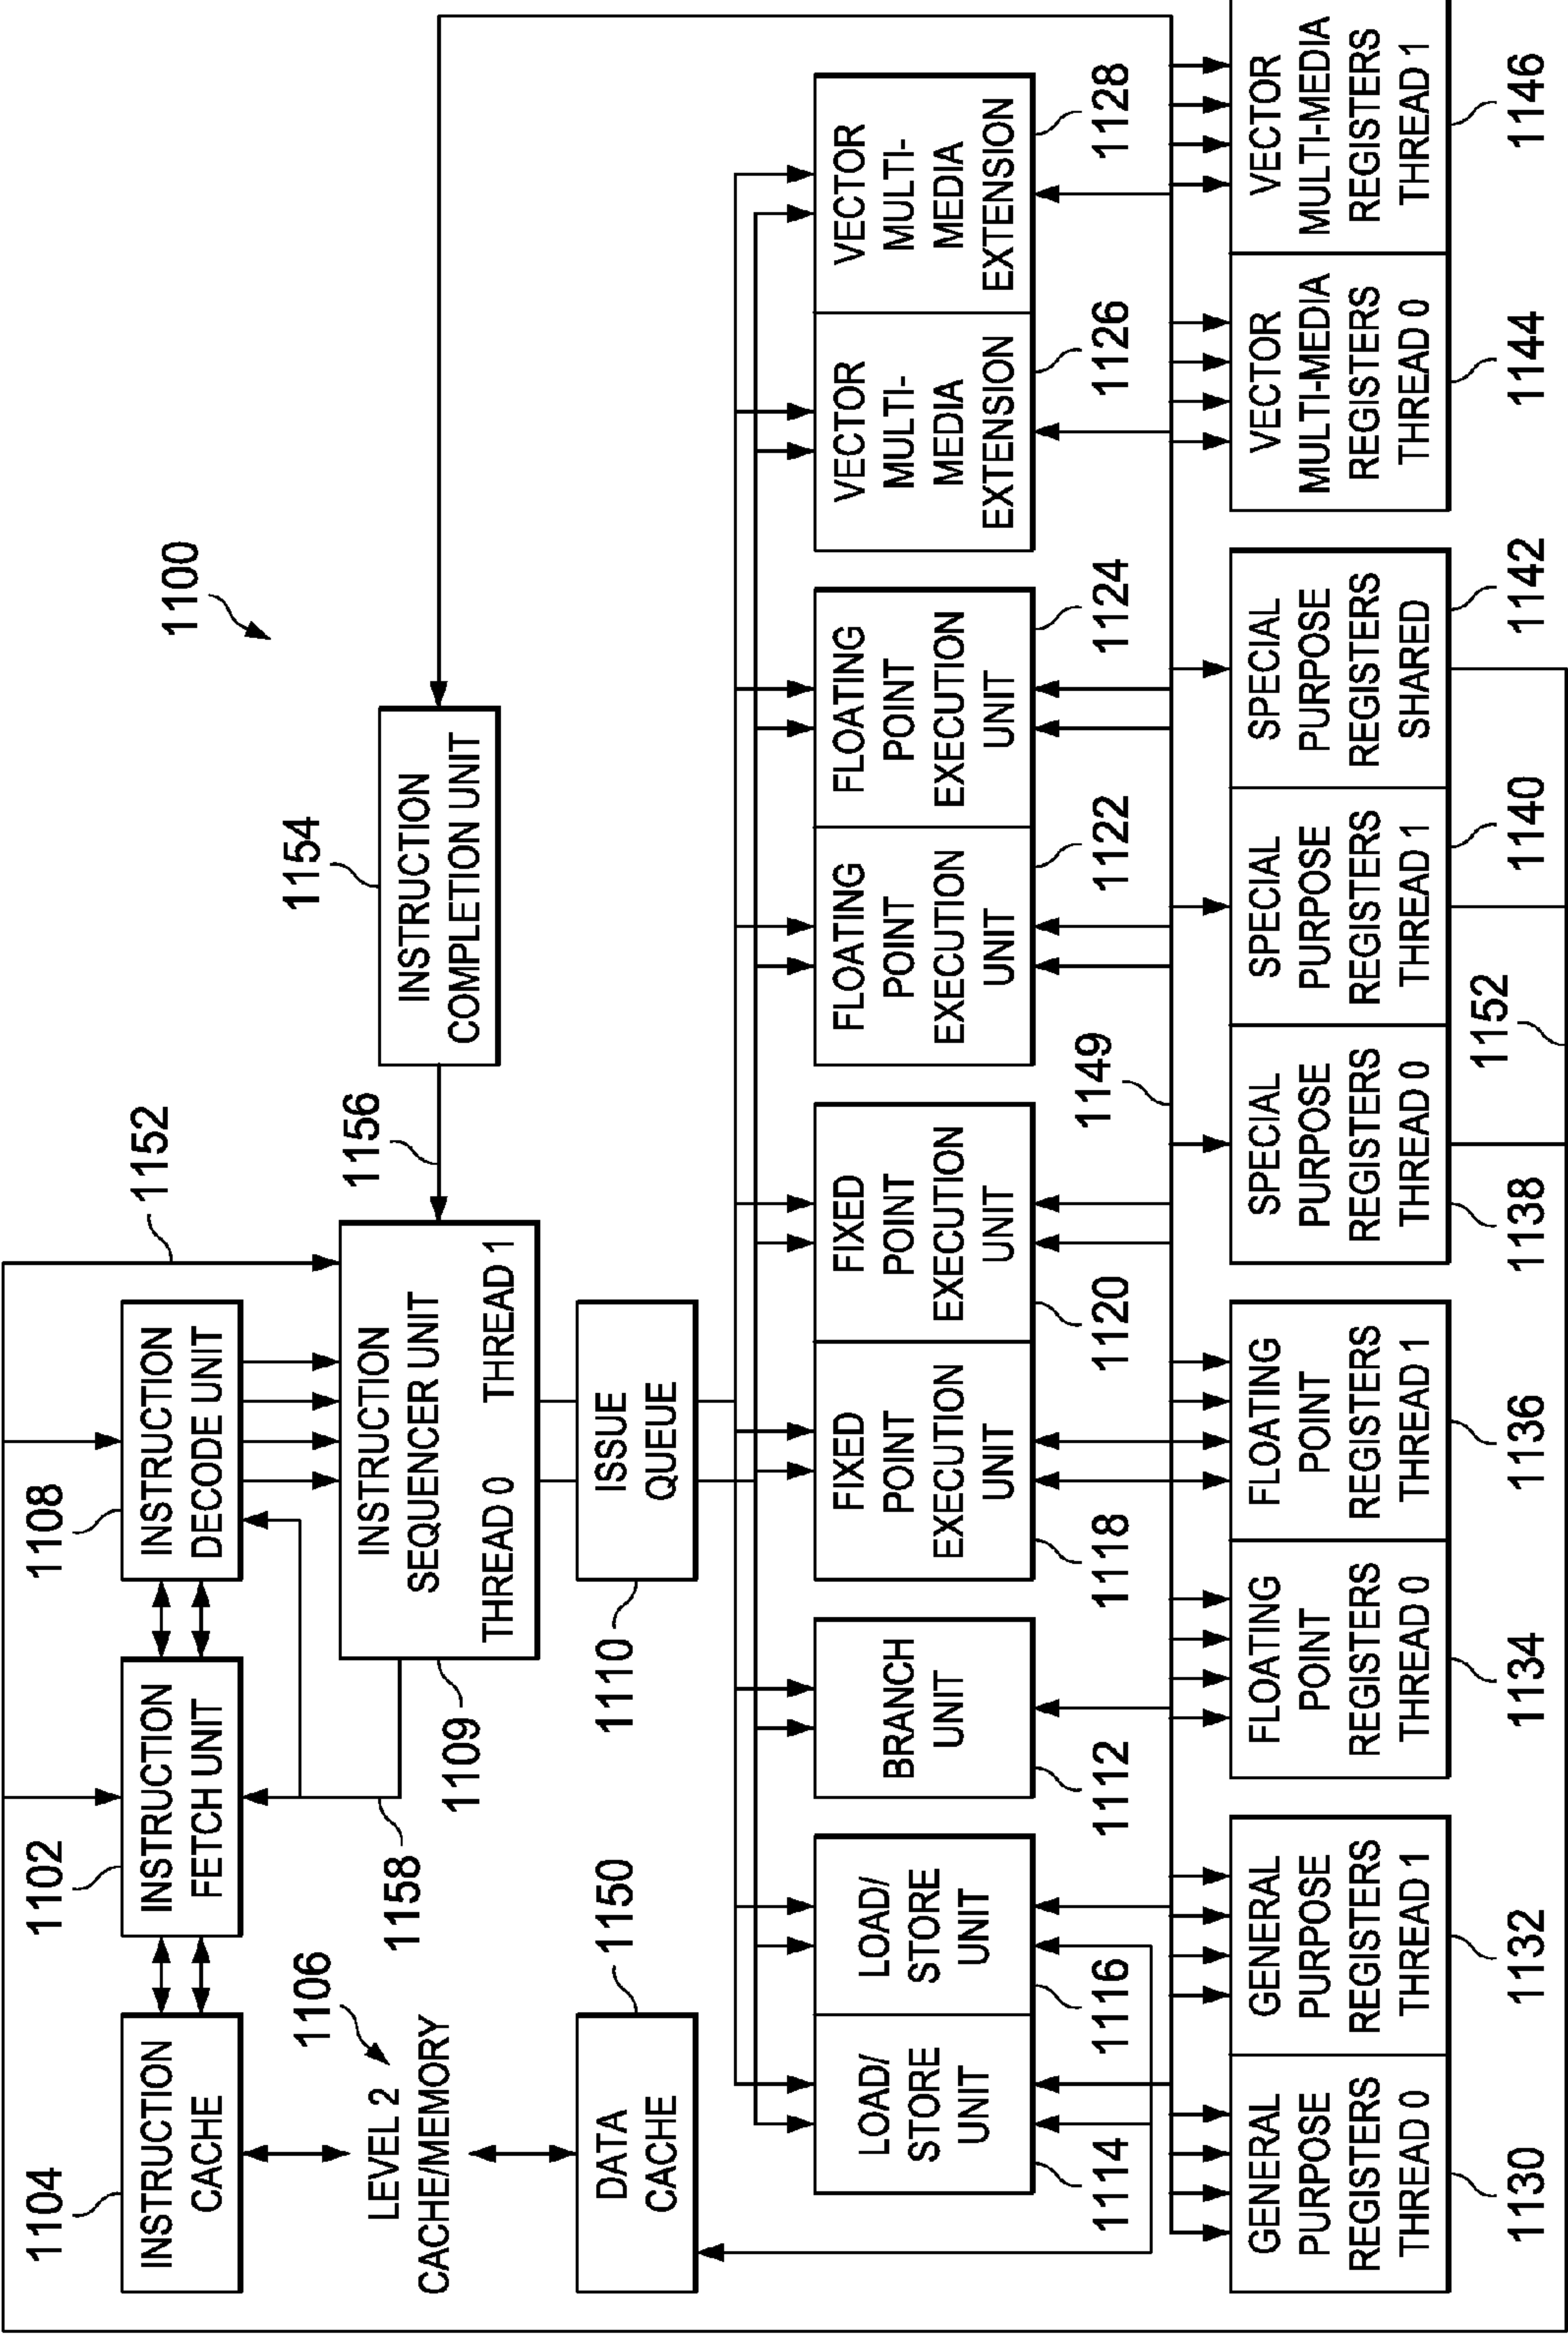 1100
1104
1102
1108
1152
INSTRUCTION
CACHE
INSTRUCTION
FETCH UNIT
INSTRUCTION
DECODE UNIT
1106
LEVEL 2
CACHE/MEMORY
1158
1109
INSTRUCTION
SEQUENCER UNIT
THREAD 0
THREAD 1
1156
1154
INSTRUCTION
COMPLETION UNIT
1150
DATA
CACHE
1110
ISSUE
QUEUE
LOAD/
STORE
UNIT
LOAD/
STORE
UNIT
BRANCH
UNIT
FIXED
POINT
EXECUTION
UNIT
FIXED
POINT
EXECUTION
UNIT
FLOATING
POINT
EXECUTION
UNIT
FLOATING
POINT
EXECUTION
UNIT
VECTOR
MULTI-
MEDIA
EXTENSION
VECTOR
MULTI-
MEDIA
EXTENSION
1114
1116
1112
1118
1120
1149
1122
1124
1126
1128
GENERAL
PURPOSE
REGISTERS
THREAD 0
GENERAL
PURPOSE
REGISTERS
THREAD 1
FLOATING
POINT
REGISTERS
THREAD 0
FLOATING
POINT
REGISTERS
THREAD 1
SPECIAL
PURPOSE
REGISTERS
THREAD 0
SPECIAL
PURPOSE
REGISTERS
THREAD 1
SPECIAL
PURPOSE
REGISTERS
SHARED
VECTOR
MULTI-MEDIA
REGISTERS
THREAD 0
VECTOR
MULTI-MEDIA
REGISTERS
THREAD 1
1130
1132
1134
1136
1138
1152
1140
1142
1144
1146